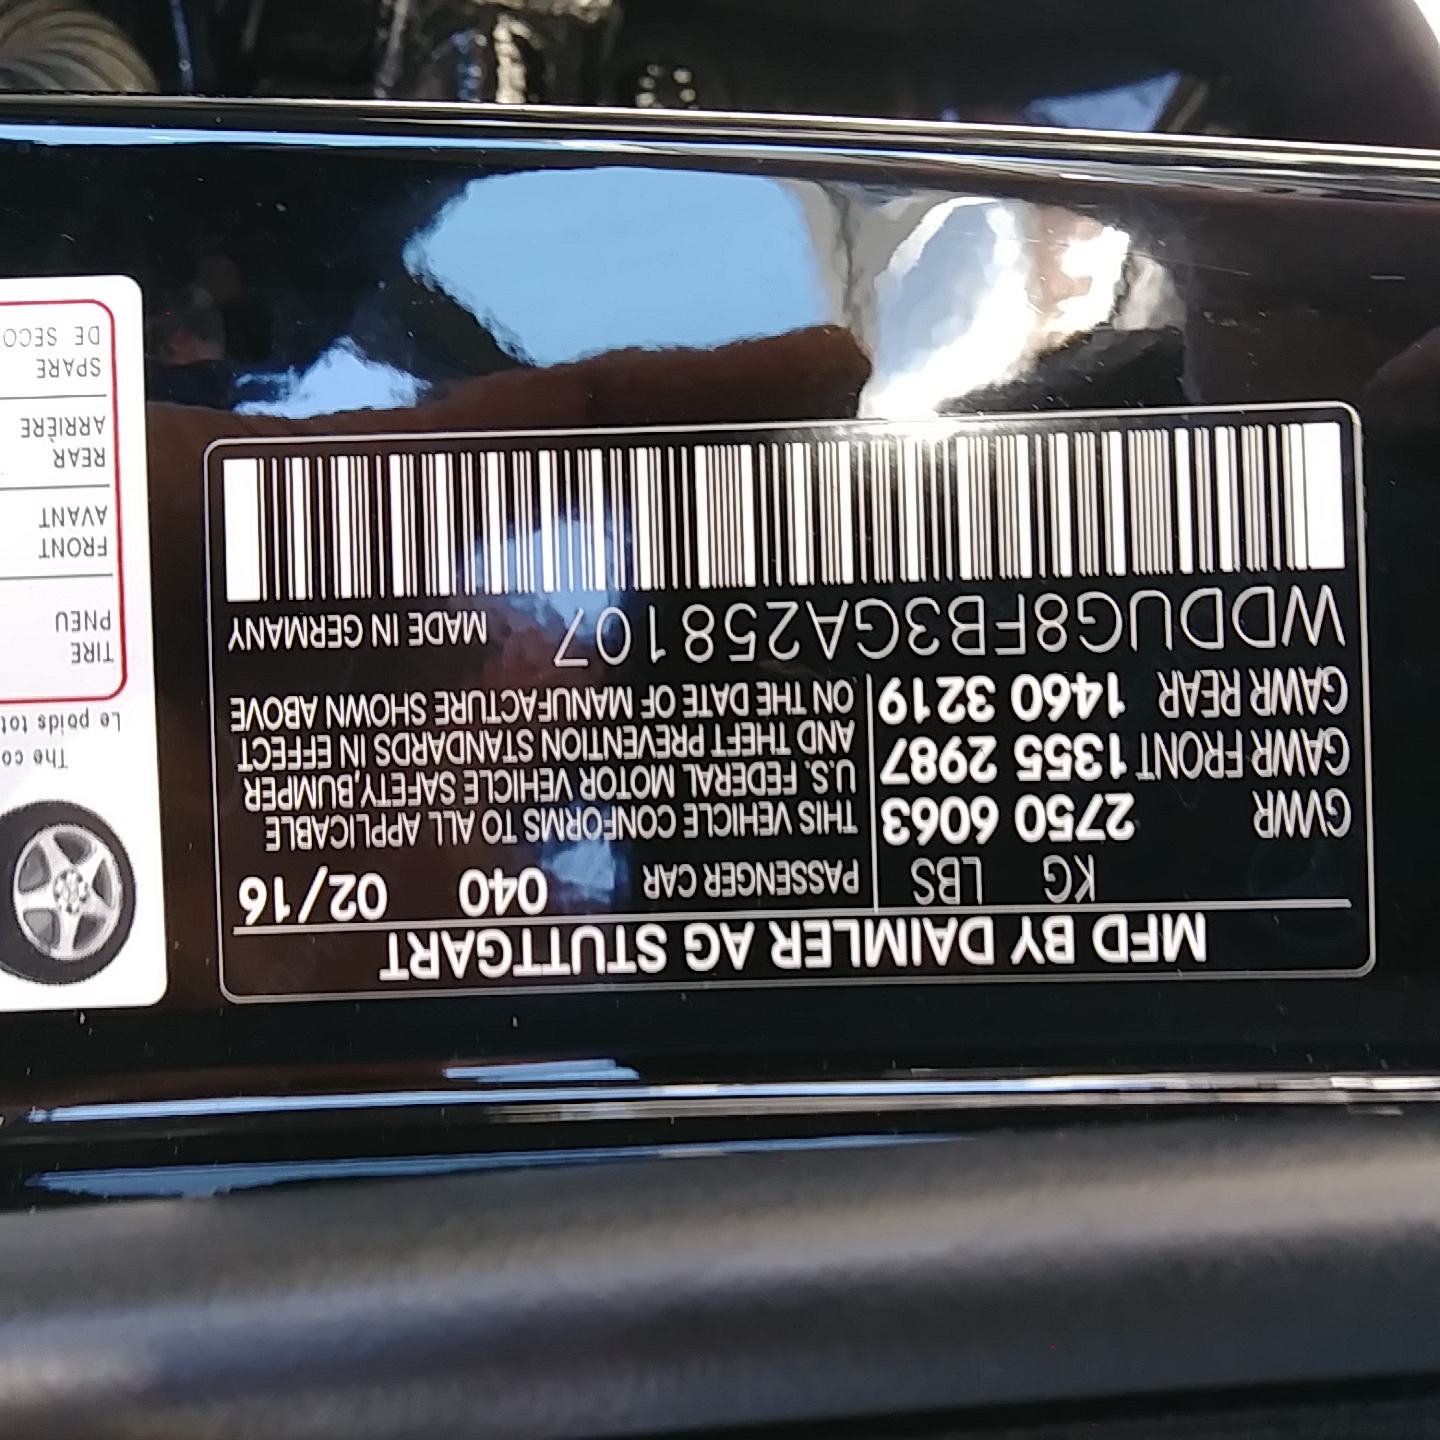 MFD BY DAIMLER AG STUTTGART
KG LBS
GVWR 2750 6063
GAWR FRONT 1355 2987
GAWR REAR 1460 3219
PASSENGER CAR 040 02/16
THIS VEHICLE CONFORMS TO ALL APPLICABLE
U.S. FEDERAL MOTOR VEHICLE SAFETY,BUMPER
AND THEFT PREVENTION STANDARDS IN EFFECT
ON THE DATE OF MANUFACTURE SHOWN ABOVE
WDDUG8FB3GA258107 MADE IN GERMANY
The co
Le poids tot
TIRE
PNEU
FRONT
AVANT
REAR
ARRIÈRE
SPARE
DE SECO